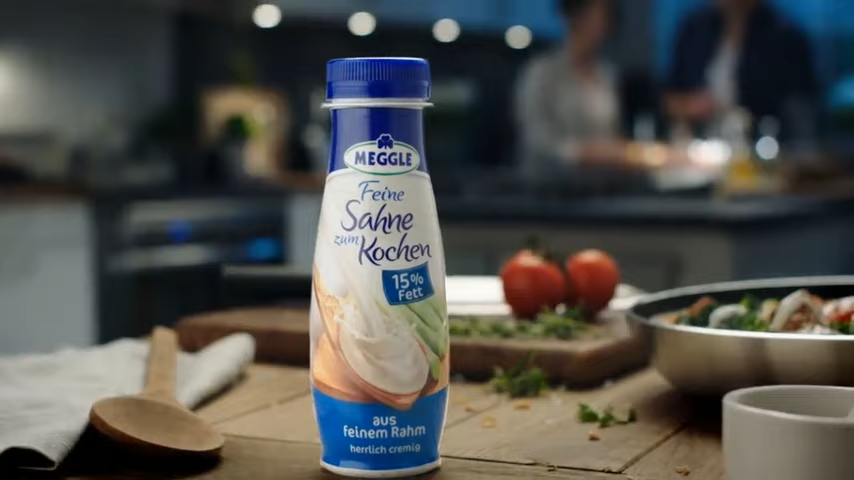 MEGGLE
Feine
Sahne
zum Kochen
15%
Fett
aus
feinem Rahm
herrlich cremig